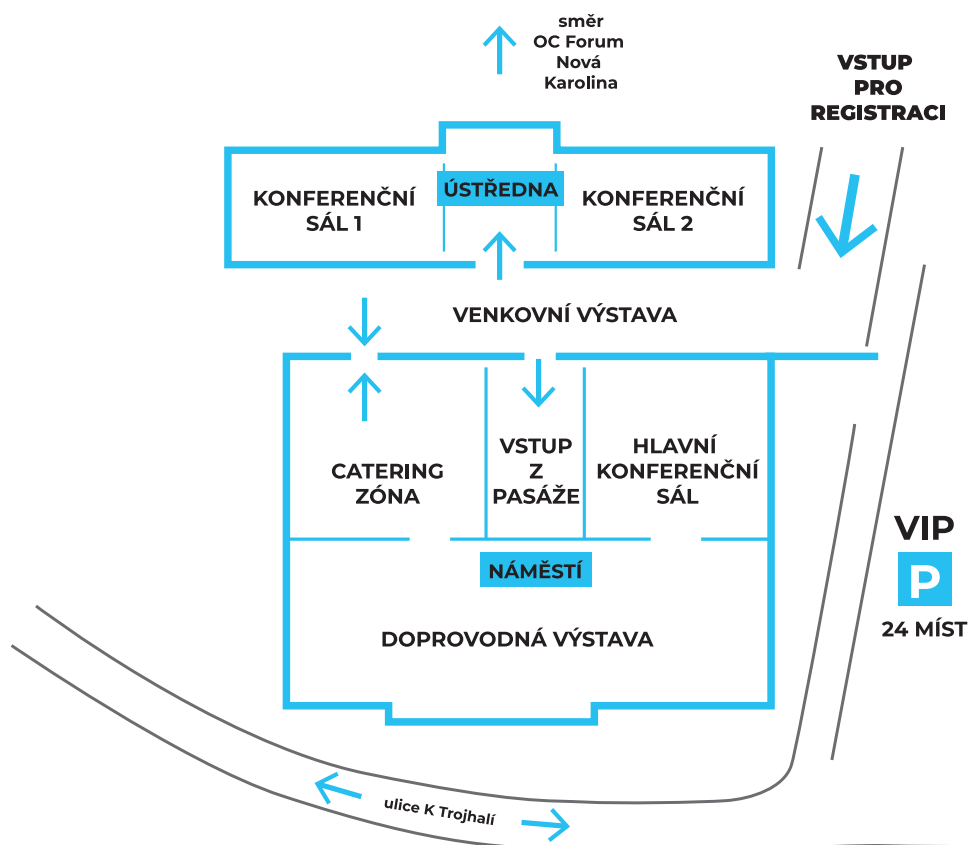 směr
OC Forum
Nová
Karolina
VSTUP
PRO
REGISTRACI
KONFERENČNÍ
SÁL 1
ÚSTŘEDNA
KONFERENČNÍ
SÁL 2
VENKOVNÍ VÝSTAVA
CATERING
ZÓNA
VSTUP
Z
PASÁŽE
HLAVNÍ
KONFERENČNÍ
SÁL
VIP
P
24 MÍST
NÁMĚSTÍ
DOPROVODNÁ VÝSTAVA
ulice K Trojhalí